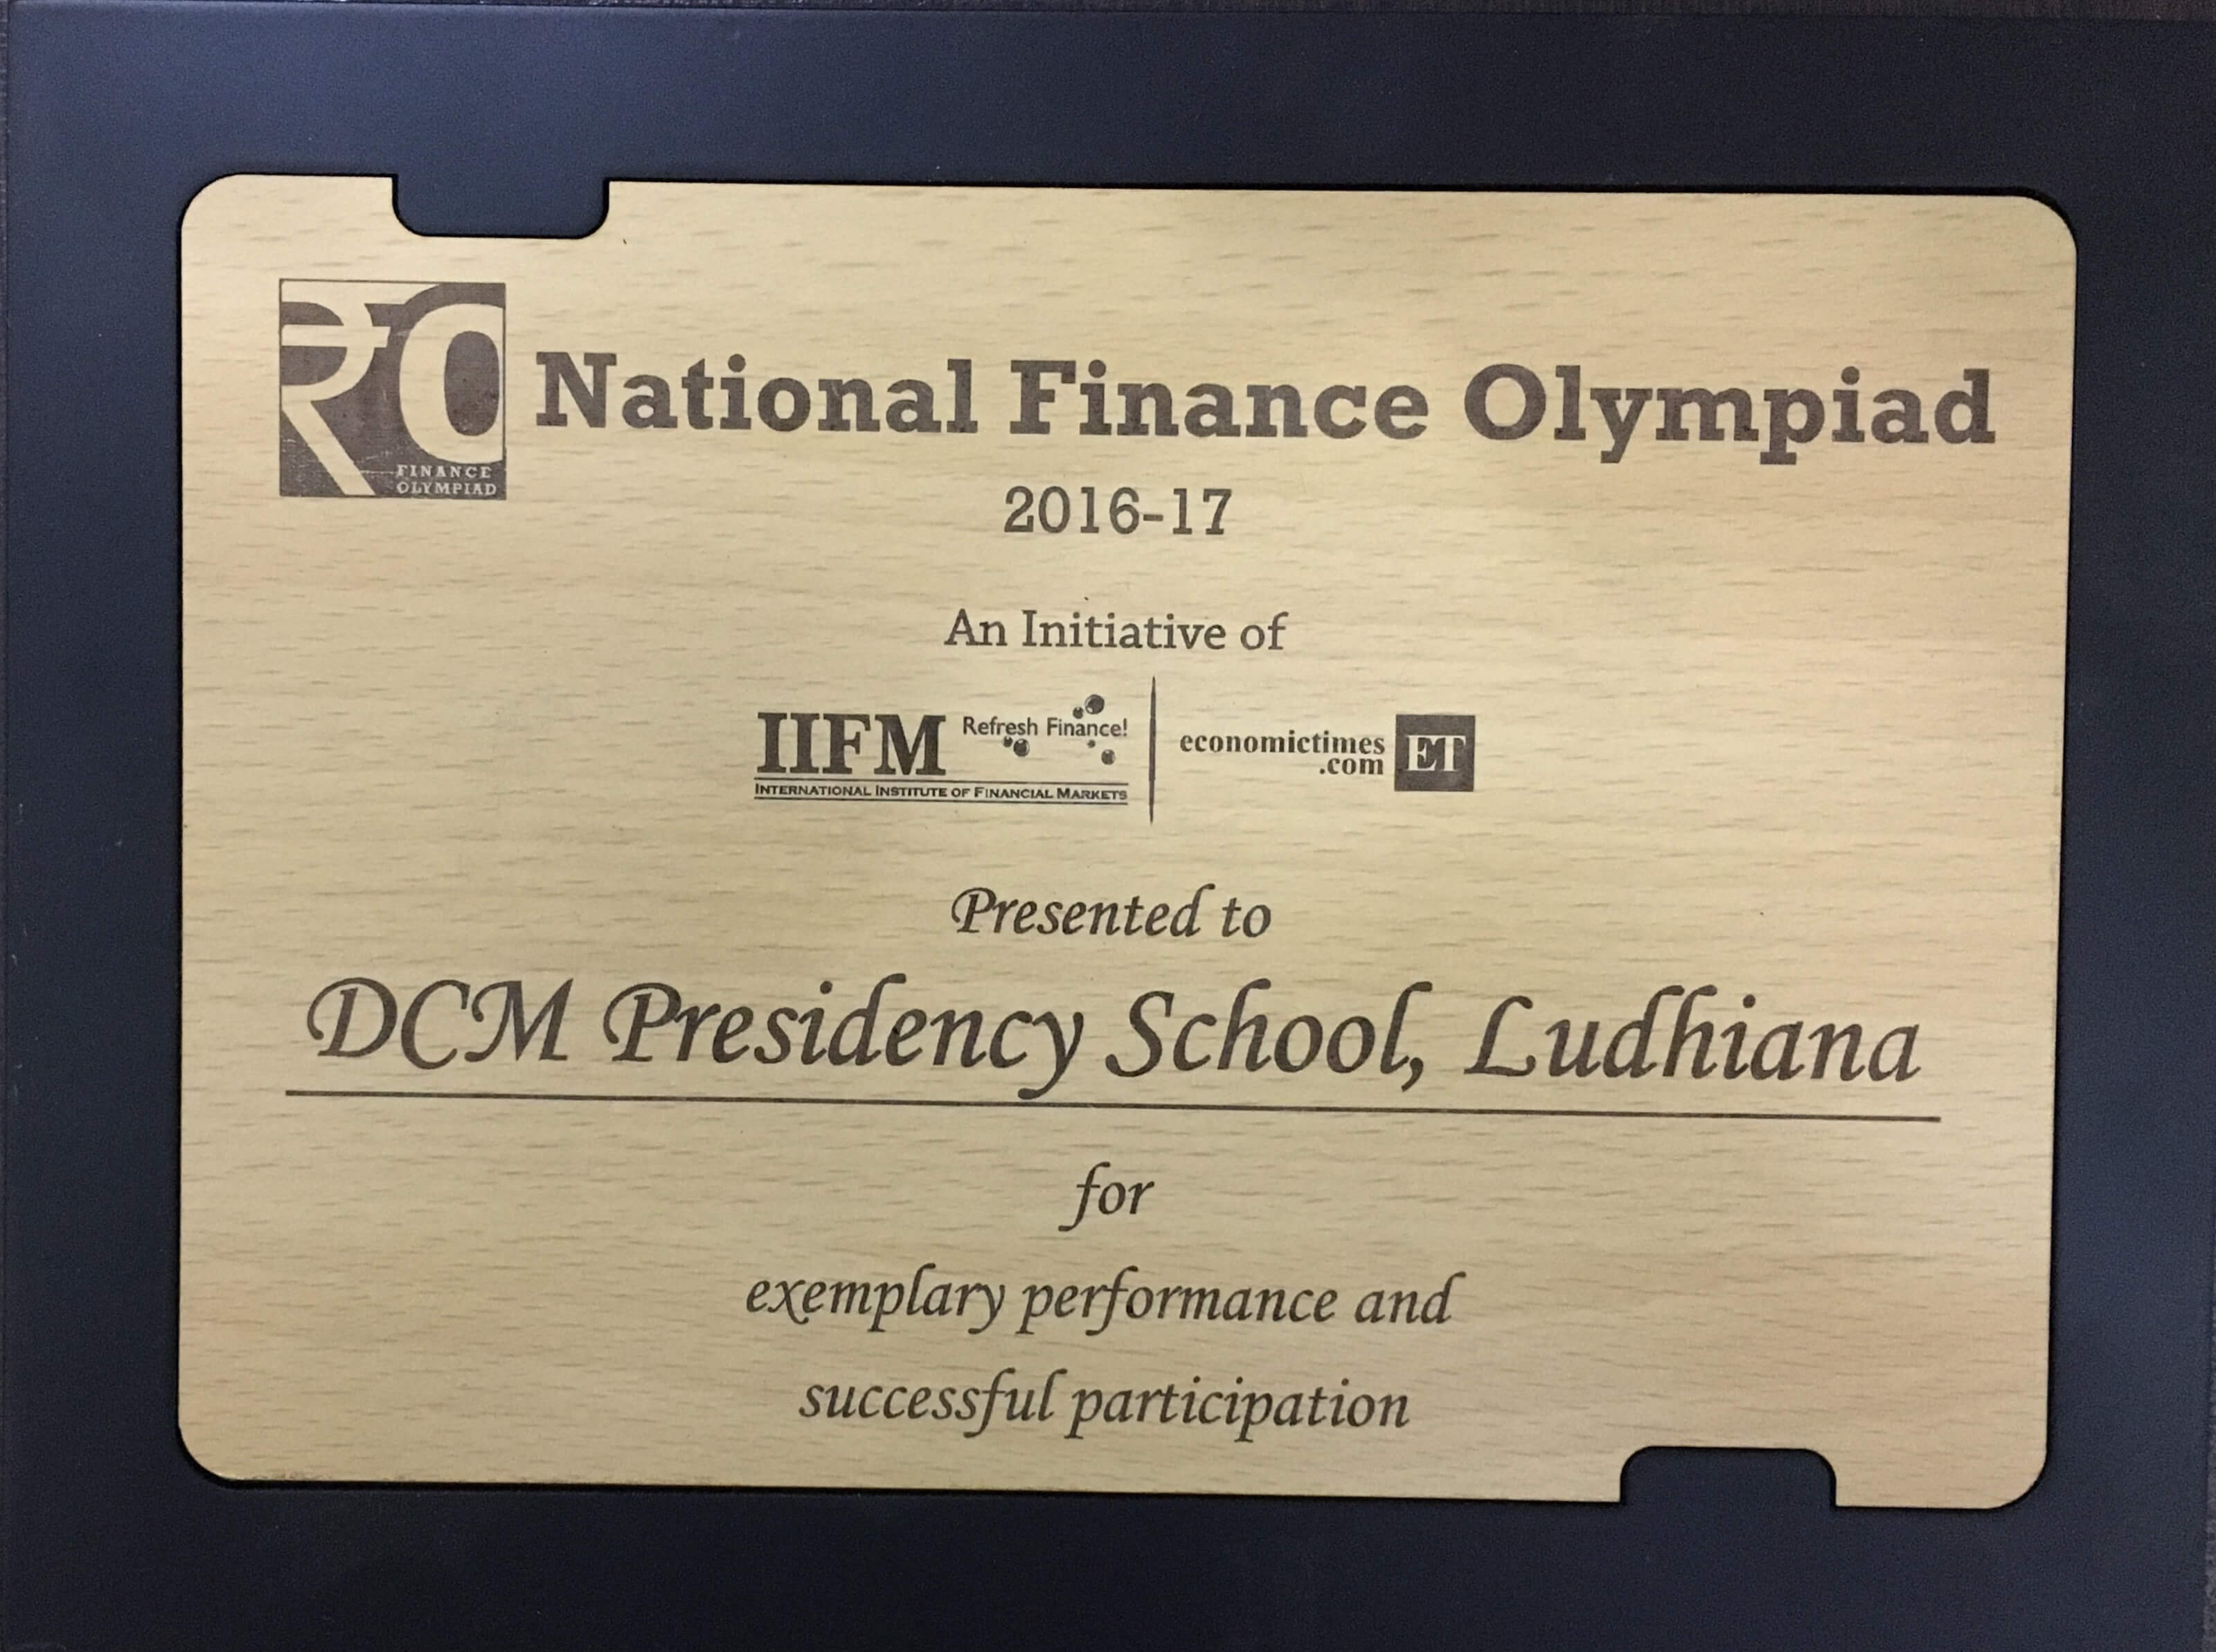 National Finance Olympiad
FINANCE
OLYMPIAD
2016-17
An Initiative of
IIFM Refresh Finance!
INTERNATIONAL INSTITUTE OF FINANCIAL MARKETS
economictimes
.com
ET
Presented to
DCM Presidency School, Ludhiana
for
exemplary performance and
successful participation